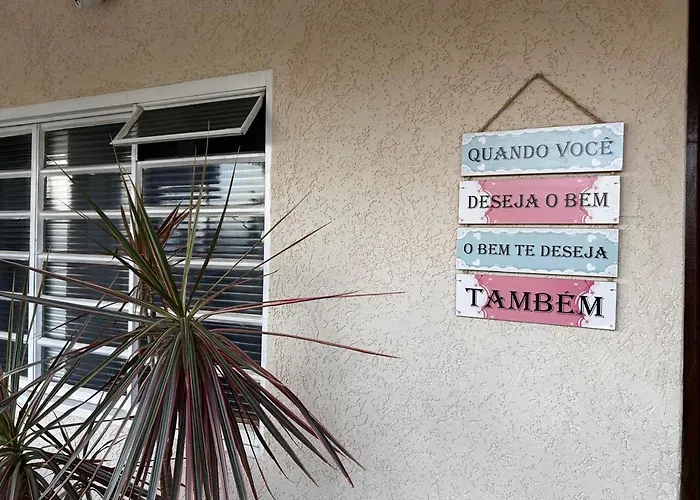 QUANDO VOCÊ
DESEJA O BEM
O BEM TE DESEJA
TAMBÉM